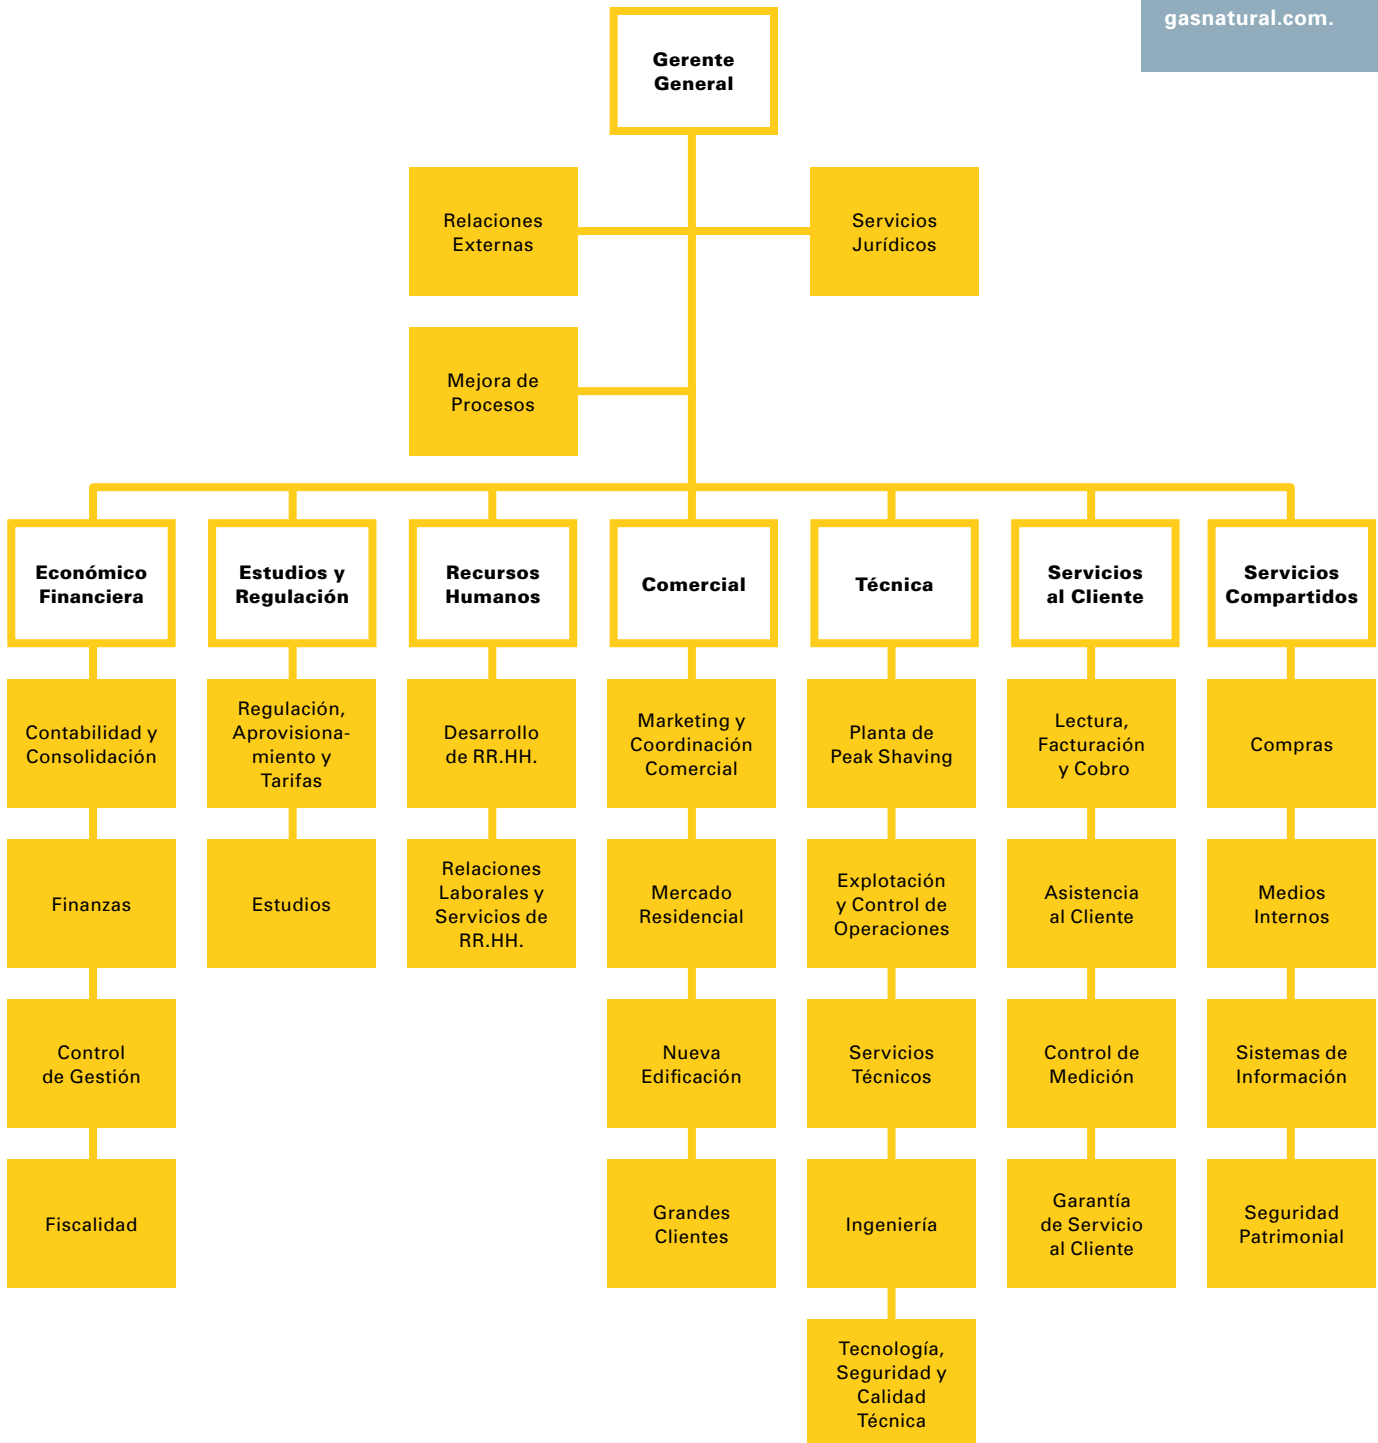 gasnatural.com.
Gerente
General
Relaciones
Externas
Servicios
Jurídicos
Mejora de
Procesos
Económico
Financiera
Estudios y
Regulación
Recursos
Humanos
Comercial
Técnica
Servicios
al Cliente
Servicios
Compartidos
Contabilidad y
Consolidación
Regulación,
Aprovisiona-
miento y
Tarifas
Desarrollo
de RR.HH.
Marketing y
Coordinación
Comercial
Planta de
Peak Shaving
Lectura,
Facturación
y Cobro
Compras
Finanzas
Estudios
Relaciones
Laborales y
Servicios de
RR.HH.
Mercado
Residencial
Explotación
y Control de
Operaciones
Asistencia
al Cliente
Medios
Internos
Control
de Gestión
Nueva
Edificación
Servicios
Técnicos
Control de
Medición
Sistemas de
Información
Fiscalidad
Grandes
Clientes
Ingeniería
Garantía
de Servicio
al Cliente
Seguridad
Patrimonial
Tecnología,
Seguridad y
Calidad
Técnica